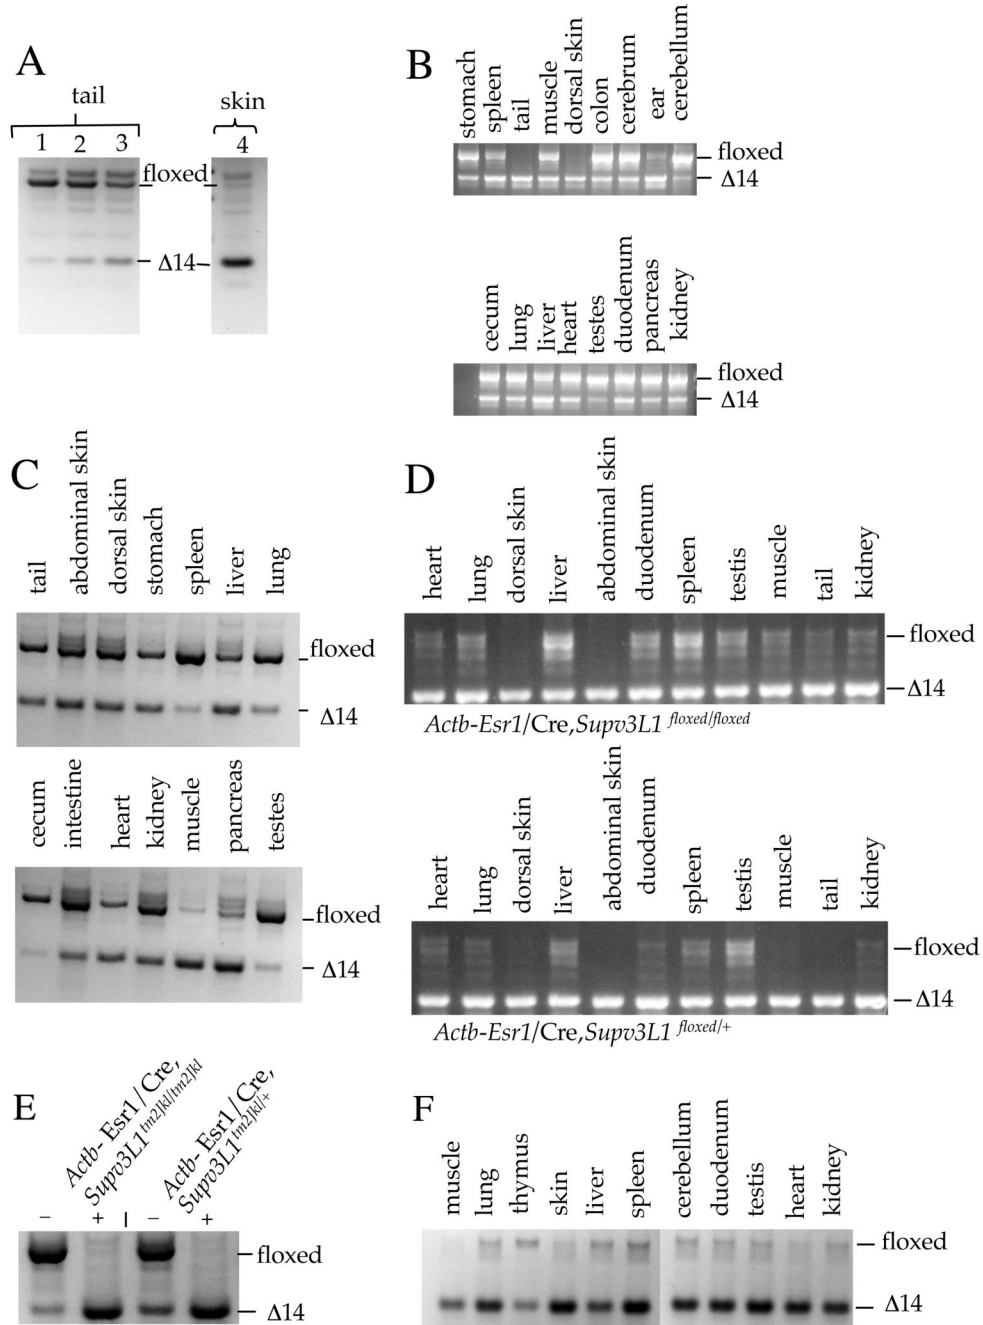 A
tail
skin
1 2 3 4
floxed
Δ14
B
stomach spleen tail muscle dorsal skin colon cerebrum ear cerebellum
floxed
Δ14
cecum lung liver heart testes duodenum pancreas kidney
floxed
Δ14
C
tail abdominal skin dorsal skin stomach spleen liver lung
floxed
Δ14
cecum intestine heart kidney muscle pancreas testes
floxed
Δ14
D
heart lung dorsal skin liver abdominal skin duodenum spleen testis muscle tail kidney
floxed
Δ14
Actb-Esr1/Cre,Supv3L1 floxed/floxed
heart lung dorsal skin liver abdominal skin duodenum spleen testis muscle tail kidney
floxed
Δ14
Actb-Esr1/Cre,Supv3L1 floxed/+
E
Actb- Esr1/Cre,
Supv3L1 tm2Jkl/tm2Jkl
Actb- Esr1/Cre,
Supv3L1 tm2Jkl/+
– + – +
floxed
Δ14
F
muscle lung thymus skin liver spleen cerebellum duodenum testis heart kidney
floxed
Δ14